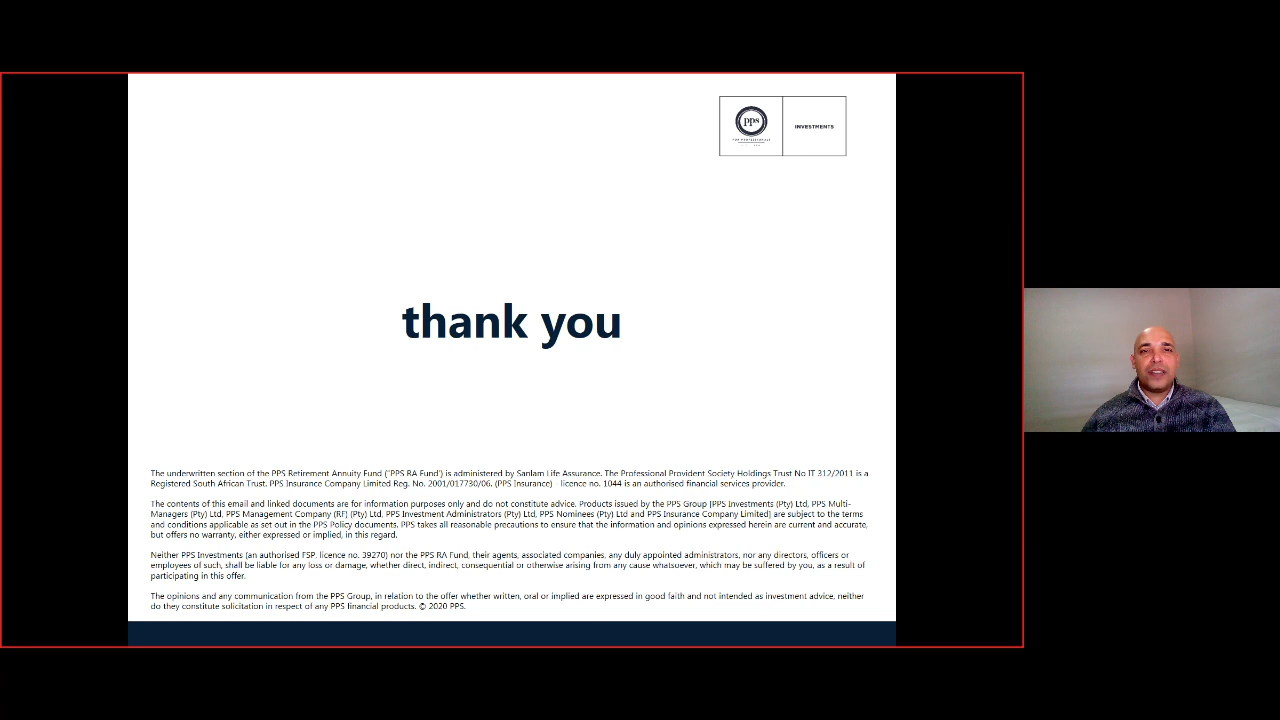 pps
INVESTMENTS
thank you
The underwritten section of the PPS Retirement Annuity Fund ("PPS RA Fund") is administered by Sanlam Life Assurance. The Professional Provident Society Holdings Trust No IT 312/2011 is a
Registered South African Trust. PPS Insurance Company Limited Reg. No. 2001/017730/06. (PPS Insurance) licence no. 1044 is an authorised financial services provider.
The contents of this email and linked documents are for information purposes only and do not constitute advice. Products issued by the PPS Group [PPS Investments (Pty) Ltd, PPS Multi-
Managers (Pty) Ltd, PPS Management Company (RF) (Pty) Ltd, PPS Investment Administrators (Pty) Ltd, PPS Nominees (Pty) Ltd and PPS Insurance Company Limited] are subject to the terms
and conditions applicable as set out in the PPS Policy documents. PPS takes all reasonable precautions to ensure that the information and opinions expressed herein are current and accurate,
but offers no warranty, either expressed or implied, in this regard.
Neither PPS Investments (an authorised FSP, licence no. 39270) nor the PPS RA Fund, their agents, associated companies, any duly appointed administrators, nor any directors, officers or
employees of such, shall be liable for any loss or damage, whether direct, indirect, consequential or otherwise arising from any cause whatsoever, which may be suffered by you, as a result of
participating in this offer.
The opinions and any communication from the PPS Group, in relation to the offer whether written, oral or implied are expressed in good faith and not intended as investment advice, neither
do they constitute solicitation in respect of any PPS financial products. © 2020 PPS.